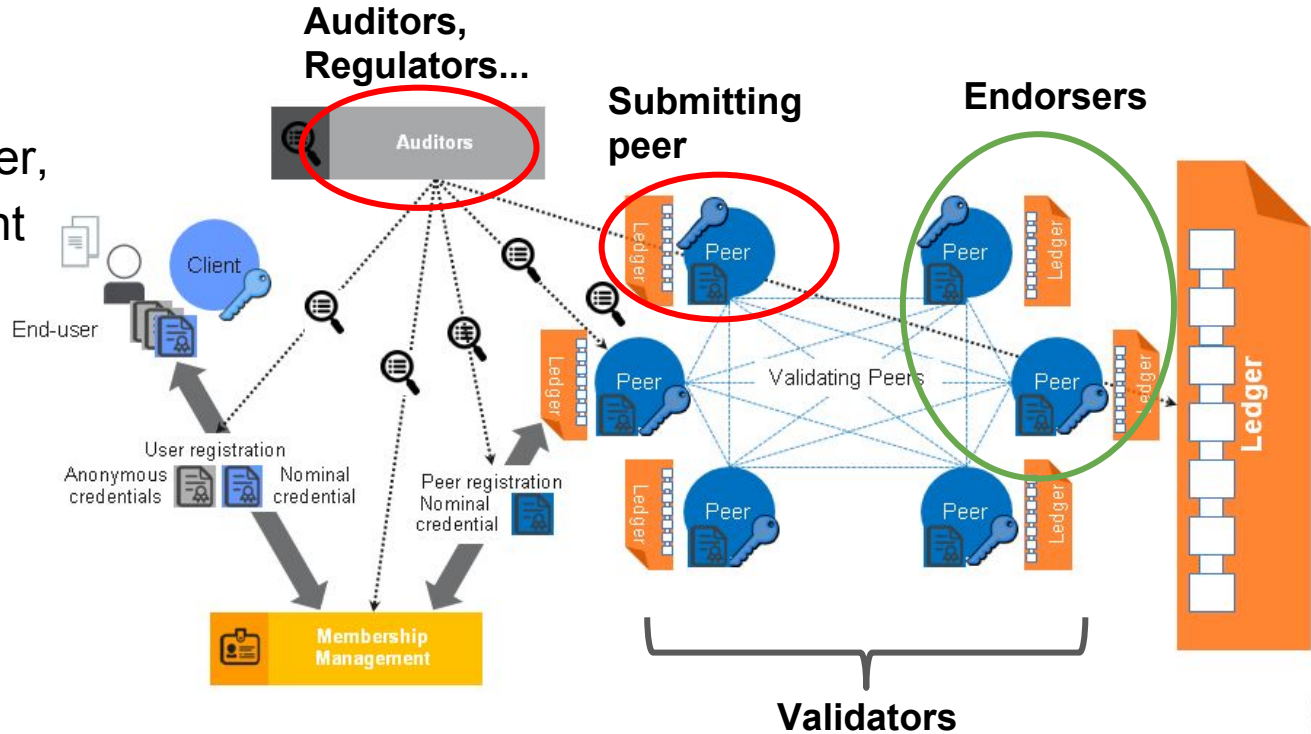 Auditors,
Regulators...
Submitting
peer
Endorsers
Auditors
er,
nt
Client
End-user
Ledger
Peer
Peer
Ledger
Ledger
Peer
Validating Peers
Peer
Ledger
Ledger
User registration
Anonymous
credentials
Nominal
credential
Peer registration
Nominal
credential
Ledger
Peer
Peer
Ledger
Membership
Management
Validators